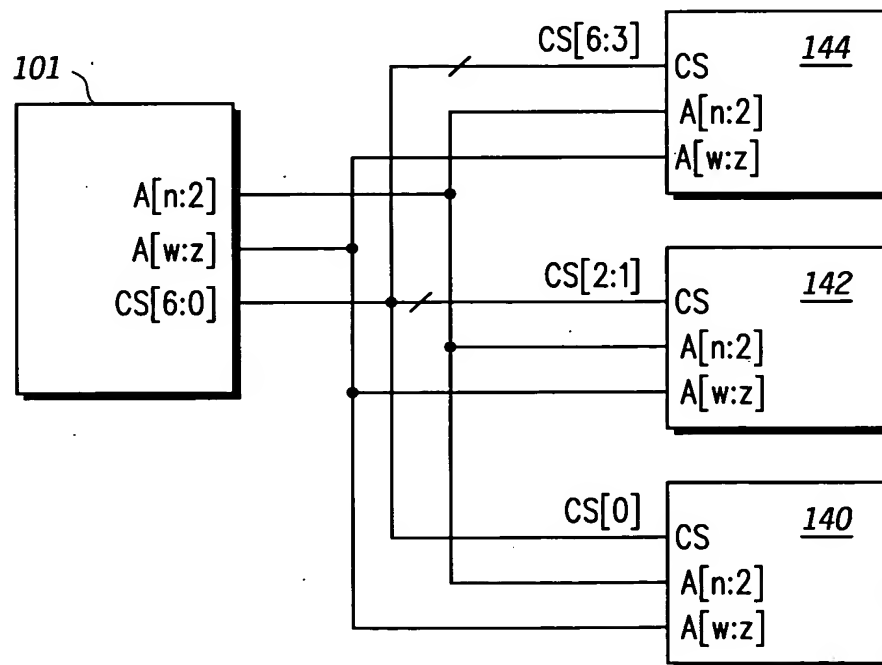 101
A[n:2]
A[w:z]
CS[6:0]
CS[6:3]
CS
144
A[n:2]
A[w:z]
CS[2:1]
CS
142
A[n:2]
A[w:z]
CS[0]
CS
140
A[n:2]
A[w:z]